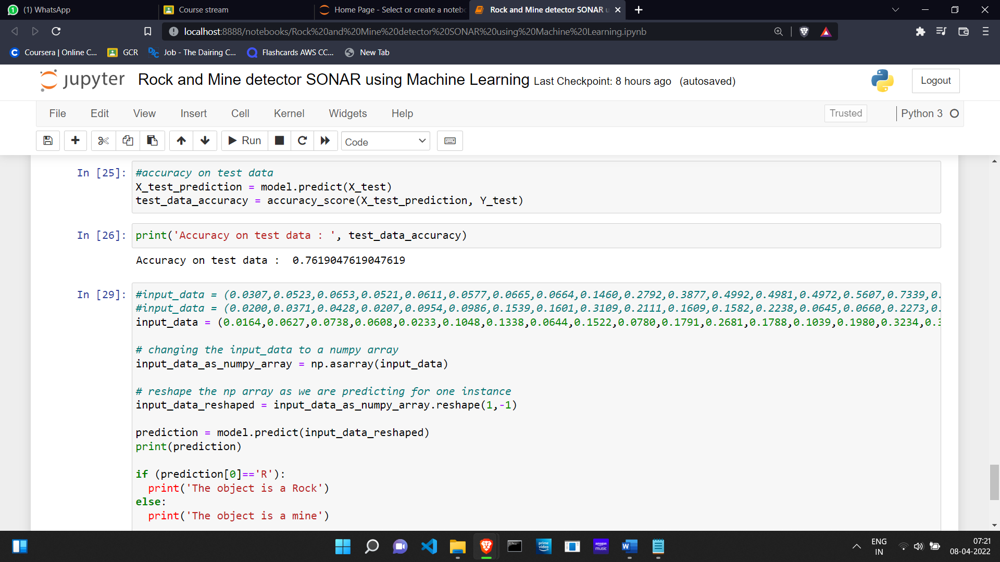 (1) WhatsApp
Course stream
Home Page - Select or create a notebo
Rock and Mine detector SONAR u
localhost:8888/notebooks/Rock%20and%20Mine%20detector%20SONAR%20using%20Machine%20Learning.ipynb
Coursera | Online C...
GCR
Job - The Dairing C...
Flashcards AWS CC...
New Tab
jupyter
Rock and Mine detector SONAR using Machine Learning Last Checkpoint: 8 hours ago (autosaved)
Logout
File Edit View Insert Cell Kernel Widgets Help
Trusted
Python 3
Run
Code
In [25]:
#accuracy on test data
X_test_prediction = model.predict(X_test)
test_data_accuracy = accuracy_score(X_test_prediction, Y_test)
In [26]:
print('Accuracy on test data : ', test_data_accuracy)
Accuracy on test data :  0.7619047619047619
In [29]:
#input_data = (0.0307,0.0523,0.0653,0.0521,0.0611,0.0577,0.0665,0.0664,0.1460,0.2792,0.3877,0.4992,0.4981,0.4972,0.5607,0.7339,0.
#input_data = (0.0200,0.0371,0.0428,0.0207,0.0954,0.0986,0.1539,0.1601,0.3109,0.2111,0.1609,0.1582,0.2238,0.0645,0.0660,0.2273,0.
input_data = (0.0164,0.0627,0.0738,0.0608,0.0233,0.1048,0.1338,0.0644,0.1522,0.0780,0.1791,0.2681,0.1788,0.1039,0.1980,0.3234,0.3
# changing the input_data to a numpy array
input_data_as_numpy_array = np.asarray(input_data)
# reshape the np array as we are predicting for one instance
input_data_reshaped = input_data_as_numpy_array.reshape(1,-1)
prediction = model.predict(input_data_reshaped)
print(prediction)
if (prediction[0]=='R'):
  print('The object is a Rock')
else:
  print('The object is a mine')
prime video
amazon music
ENG
IN
07:21
08-04-2022